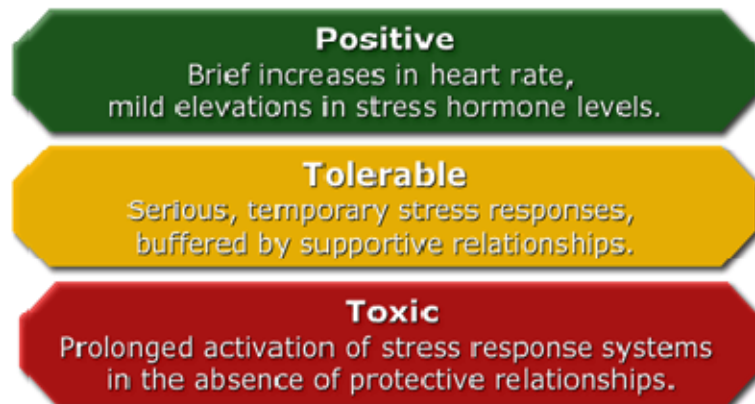 Positive
Brief increases in heart rate,
mild elevations in stress hormone levels.
Tolerable
Serious, temporary stress responses,
buffered by supportive relationships.
Toxic
Prolonged activation of stress response systems
in the absence of protective relationships.